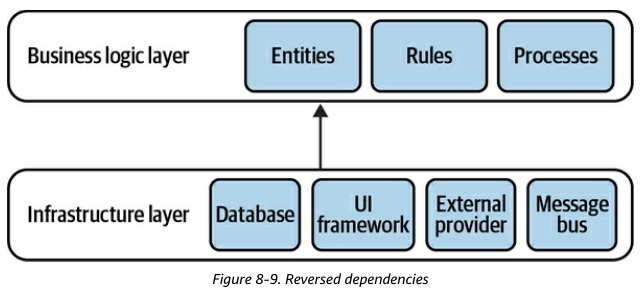 Business logic layer
Entities
Rules
Processes
Infrastructure layer
Database
UI
framework
External
provider
Message
bus
Figure 8-9. Reversed dependencies